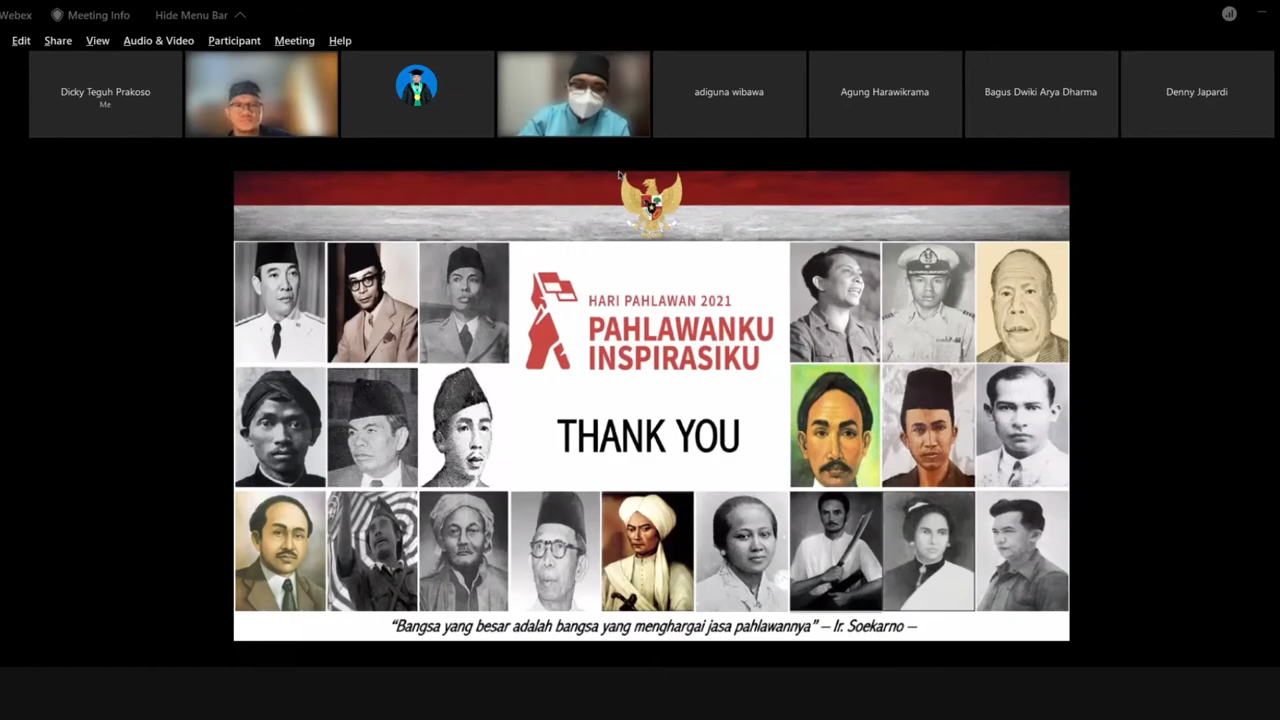 Webex Meeting Info Hide Menu Bar
Edit Share View Audio & Video Participant Meeting Help
Dicky Teguh Prakoso
Me
adiguna wibawa
Agung Harawikrama
Bagus Dwiki Arya Dharma
Denny Japardi
HARI PAHLAWAN 2021
PAHLAWANKU
INSPIRASIKU
THANK YOU
“Bangsa yang besar adalah bangsa yang menghargai jasa pahlawannya” – Ir. Soekarno –